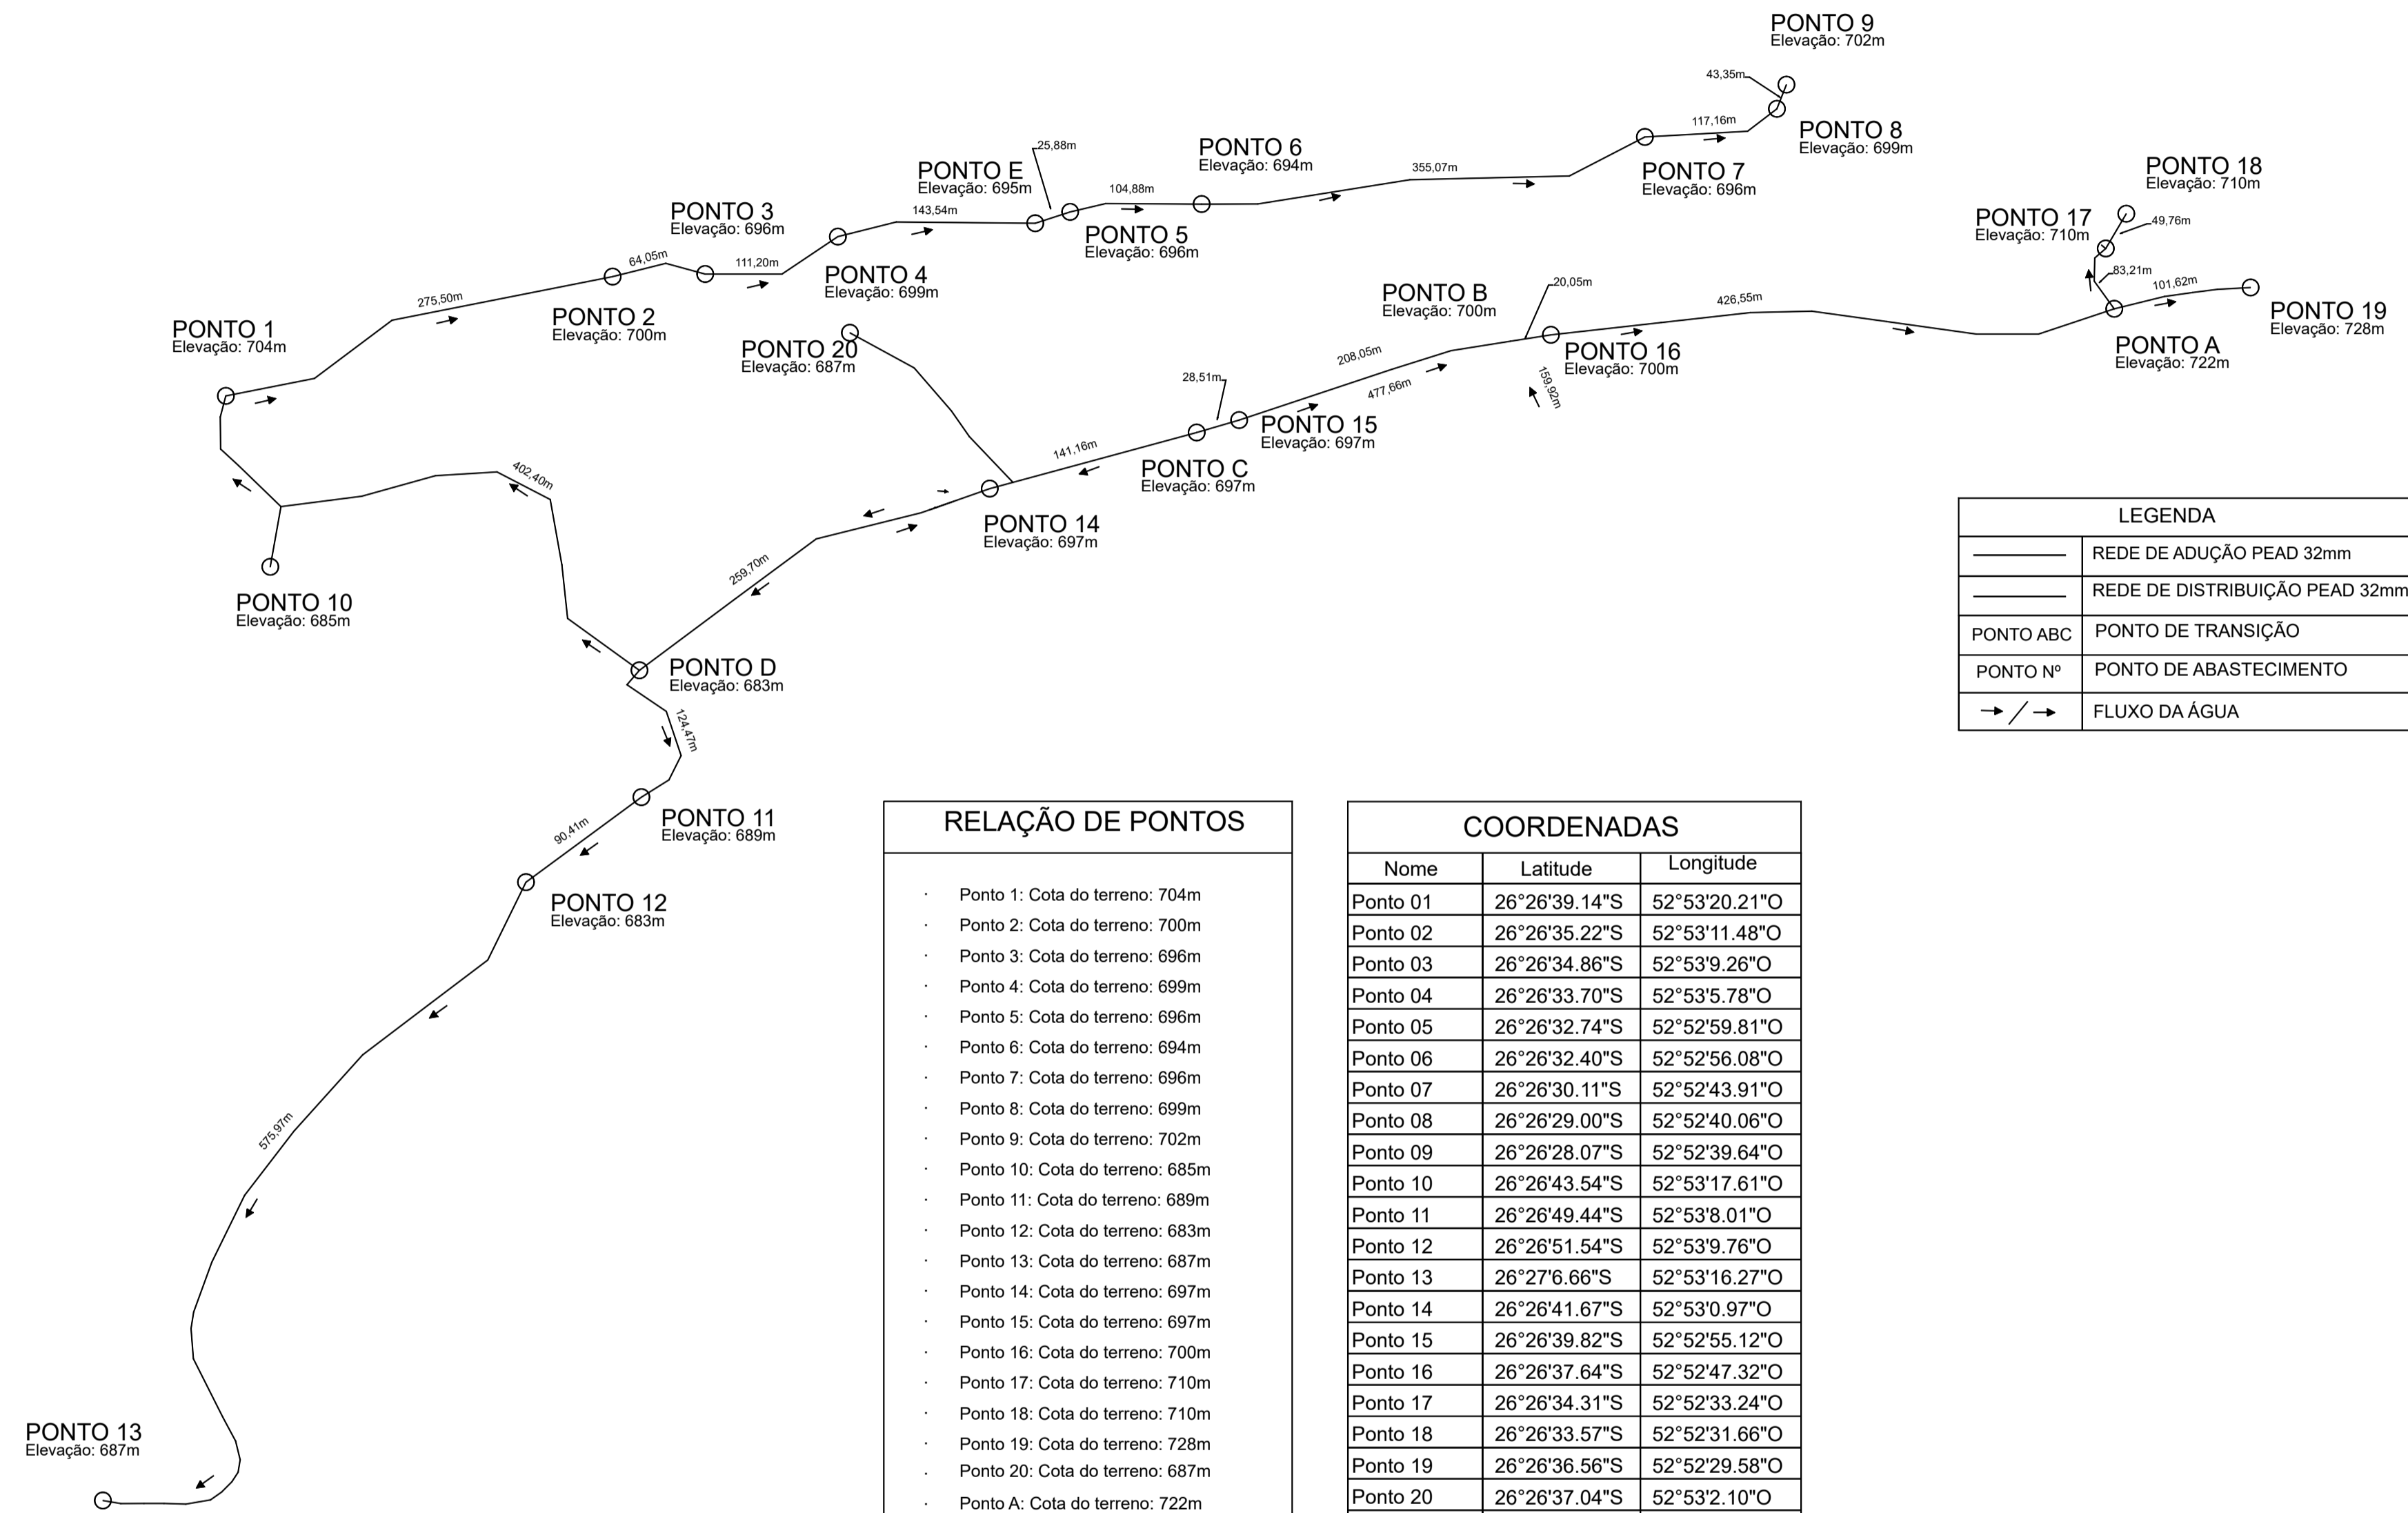 PONTO 9
Elevação: 702m
43,35m
117,16m
PONTO 8
Elevação: 699m
PONTO 7
Elevação: 696m
355,07m
PONTO 6
Elevação: 694m
25,88m
104,88m
PONTO E
Elevação: 695m
PONTO 5
Elevação: 696m
143,54m
PONTO 3
Elevação: 696m
64,05m
111,20m
PONTO 4
Elevação: 699m
275,50m
PONTO 2
Elevação: 700m
PONTO 1
Elevação: 704m
PONTO 18
Elevação: 710m
49,76m
PONTO 17
Elevação: 710m
83,21m
101,62m
PONTO 19
Elevação: 728m
PONTO A
Elevação: 722m
426,55m
PONTO B
Elevação: 700m
20,05m
PONTO 16
Elevação: 700m
159,92m
208,05m
477,66m
PONTO 20
Elevação: 687m
28,51m
PONTO 15
Elevação: 697m
PONTO C
Elevação: 697m
141,16m
PONTO 14
Elevação: 697m
259,70m
402,40m
PONTO 10
Elevação: 685m
PONTO D
Elevação: 683m
124,47m
PONTO 11
Elevação: 689m
90,41m
PONTO 12
Elevação: 683m
575,97m
PONTO 13
Elevação: 687m
LEGENDA
REDE DE ADUÇÃO PEAD 32mm
REDE DE DISTRIBUIÇÃO PEAD 32mm
PONTO ABC PONTO DE TRANSIÇÃO
PONTO Nº PONTO DE ABASTECIMENTO
FLUXO DA ÁGUA
RELAÇÃO DE PONTOS
· Ponto 1: Cota do terreno: 704m
· Ponto 2: Cota do terreno: 700m
· Ponto 3: Cota do terreno: 696m
· Ponto 4: Cota do terreno: 699m
· Ponto 5: Cota do terreno: 696m
· Ponto 6: Cota do terreno: 694m
· Ponto 7: Cota do terreno: 696m
· Ponto 8: Cota do terreno: 699m
· Ponto 9: Cota do terreno: 702m
· Ponto 10: Cota do terreno: 685m
· Ponto 11: Cota do terreno: 689m
· Ponto 12: Cota do terreno: 683m
· Ponto 13: Cota do terreno: 687m
· Ponto 14: Cota do terreno: 697m
· Ponto 15: Cota do terreno: 697m
· Ponto 16: Cota do terreno: 700m
· Ponto 17: Cota do terreno: 710m
· Ponto 18: Cota do terreno: 710m
· Ponto 19: Cota do terreno: 728m
· Ponto 20: Cota do terreno: 687m
· Ponto A: Cota do terreno: 722m
COORDENADAS
Nome Latitude Longitude
Ponto 01 26°26'39.14"S 52°53'20.21"O
Ponto 02 26°26'35.22"S 52°53'11.48"O
Ponto 03 26°26'34.86"S 52°53'9.26"O
Ponto 04 26°26'33.70"S 52°53'5.78"O
Ponto 05 26°26'32.74"S 52°52'59.81"O
Ponto 06 26°26'32.40"S 52°52'56.08"O
Ponto 07 26°26'30.11"S 52°52'43.91"O
Ponto 08 26°26'29.00"S 52°52'40.06"O
Ponto 09 26°26'28.07"S 52°52'39.64"O
Ponto 10 26°26'43.54"S 52°53'17.61"O
Ponto 11 26°26'49.44"S 52°53'8.01"O
Ponto 12 26°26'51.54"S 52°53'9.76"O
Ponto 13 26°27'6.66"S 52°53'16.27"O
Ponto 14 26°26'41.67"S 52°53'0.97"O
Ponto 15 26°26'39.82"S 52°52'55.12"O
Ponto 16 26°26'37.64"S 52°52'47.32"O
Ponto 17 26°26'34.31"S 52°52'33.24"O
Ponto 18 26°26'33.57"S 52°52'31.66"O
Ponto 19 26°26'36.56"S 52°52'29.58"O
Ponto 20 26°26'37.04"S 52°53'2.10"O